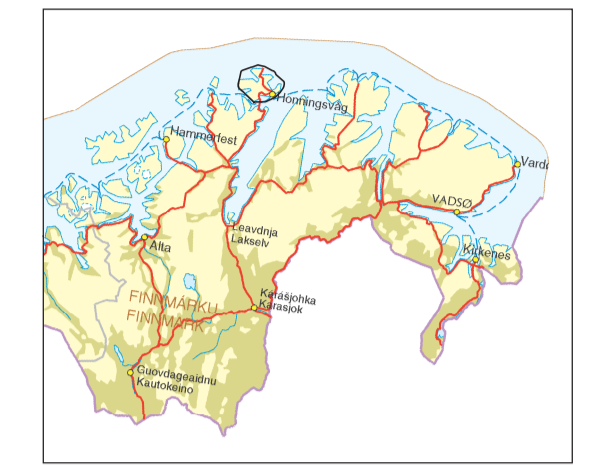 Honningsvåg
Hammerfest
Vardø
VADSØ
Leavdnja
Lakselv
Alta
Kirkenes
Kárášjohka
Karasjok
FINNMÁRKU
FINNMARK
Guovdageaidnu
Kautokeino